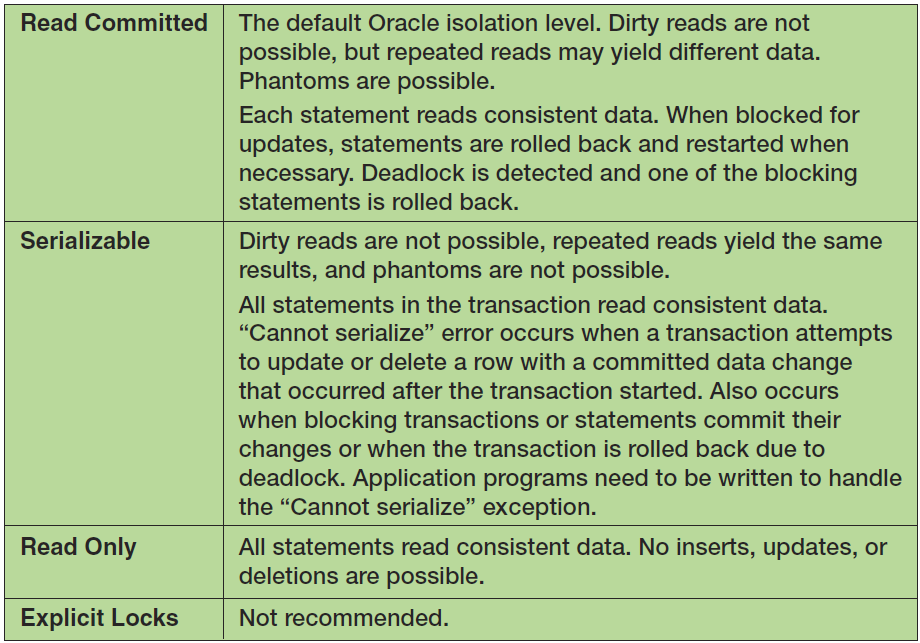 Read Committed
The default Oracle isolation level. Dirty reads are not
possible, but repeated reads may yield different data.
Phantoms are possible.
Each statement reads consistent data. When blocked for
updates, statements are rolled back and restarted when
necessary. Deadlock is detected and one of the blocking
statements is rolled back.
Serializable
Dirty reads are not possible, repeated reads yield the same
results, and phantoms are not possible.
All statements in the transaction read consistent data.
“Cannot serialize” error occurs when a transaction attempts
to update or delete a row with a committed data change
that occurred after the transaction started. Also occurs
when blocking transactions or statements commit their
changes or when the transaction is rolled back due to
deadlock. Application programs need to be written to handle
the “Cannot serialize” exception.
Read Only
All statements read consistent data. No inserts, updates, or
deletions are possible.
Explicit Locks
Not recommended.